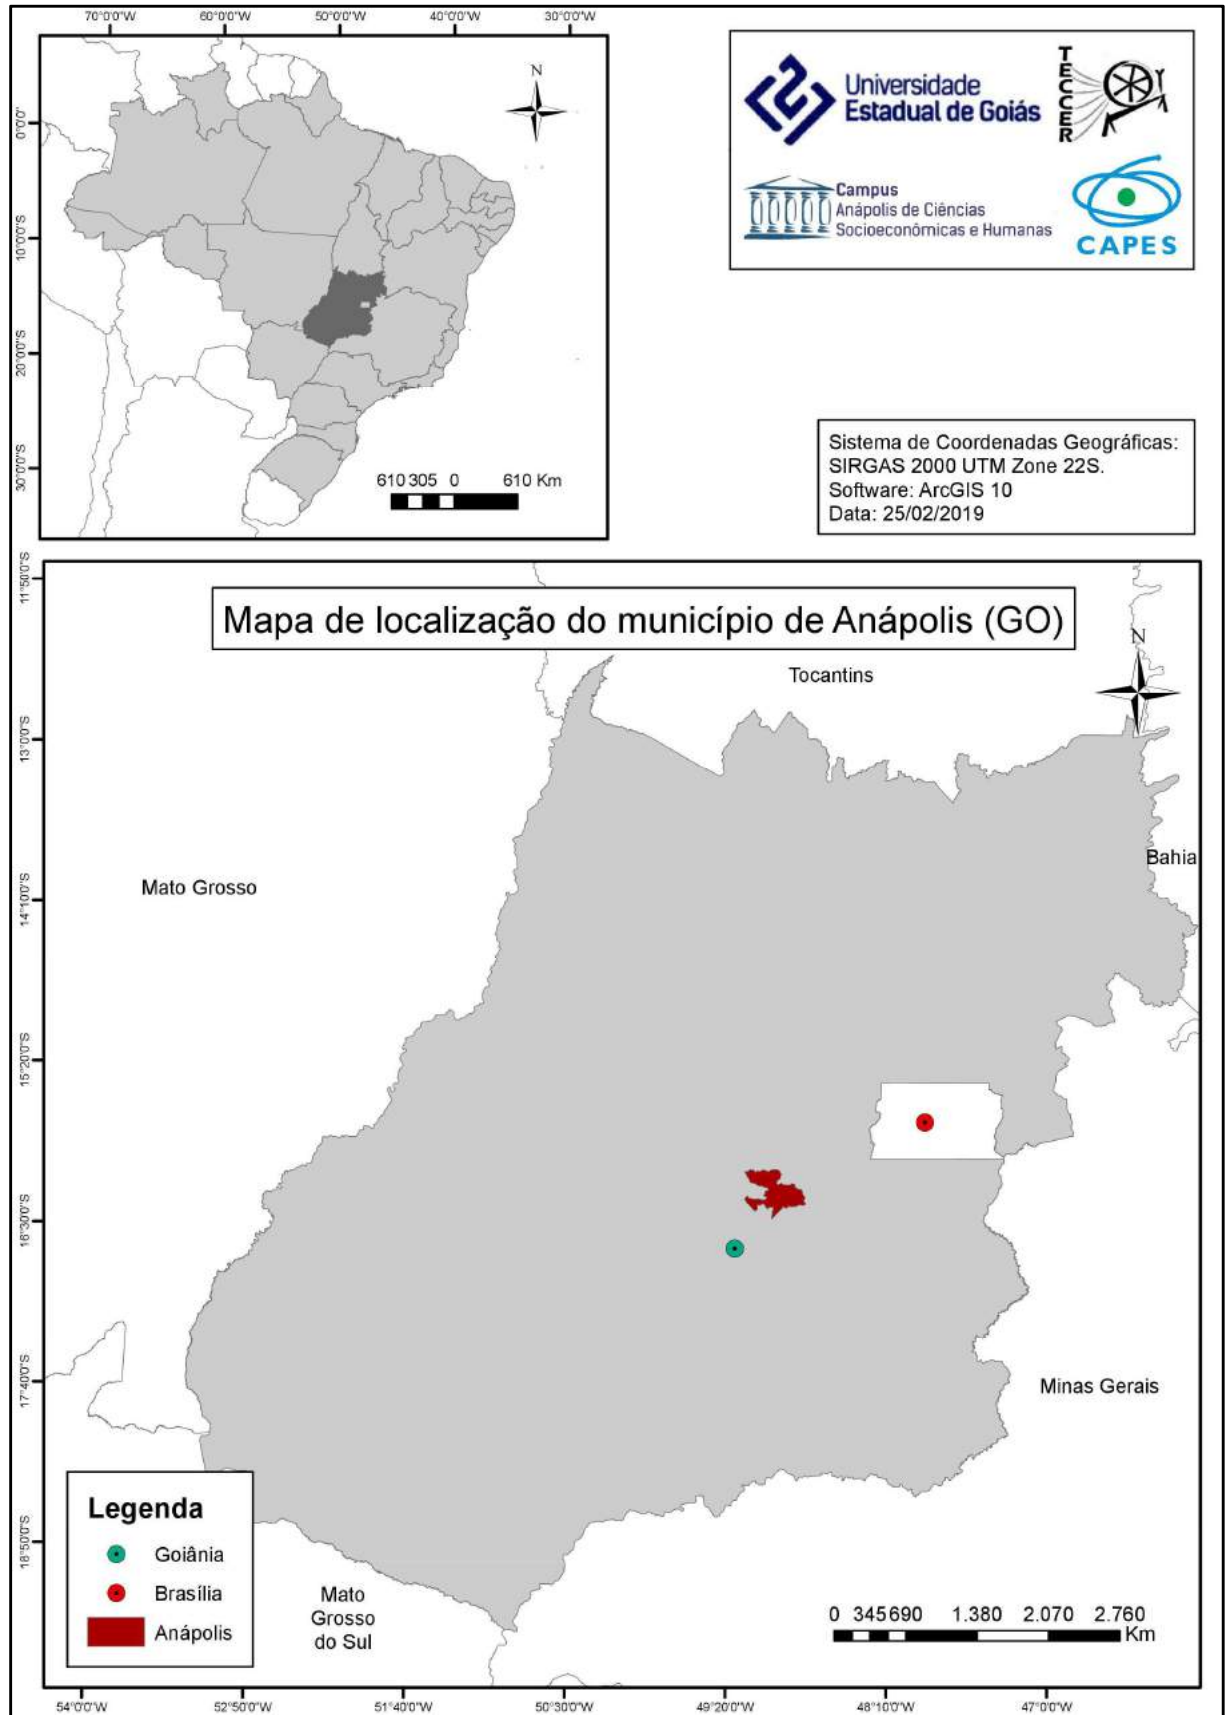 70°0'0"W 60°0'0"W 50°0'0"W 40°0'0"W 30°0'0"W
0°0'0"
10°0'0"S
20°0'0"S
30°0'0"S
N
610 305 0 610 Km
Universidade
Estadual de Goiás
TECCER
Campus
Anápolis de Ciências
Socioeconômicas e Humanas
CAPES
Sistema de Coordenadas Geográficas:
SIRGAS 2000 UTM Zone 22S.
Software: ArcGIS 10
Data: 25/02/2019
Mapa de localização do município de Anápolis (GO)
N
Tocantins
Bahia
Mato Grosso
Minas Gerais
Mato
Grosso
do Sul
11°50'0"S
13°0'0"S
14°10'0"S
15°20'0"S
16°30'0"S
17°40'0"S
18°50'0"S
Legenda
Goiânia
Brasília
Anápolis
0 345 690 1.380 2.070 2.760
Km
54°0'0"W 52°50'0"W 51°40'0"W 50°30'0"W 49°20'0"W 48°10'0"W 47°0'0"W